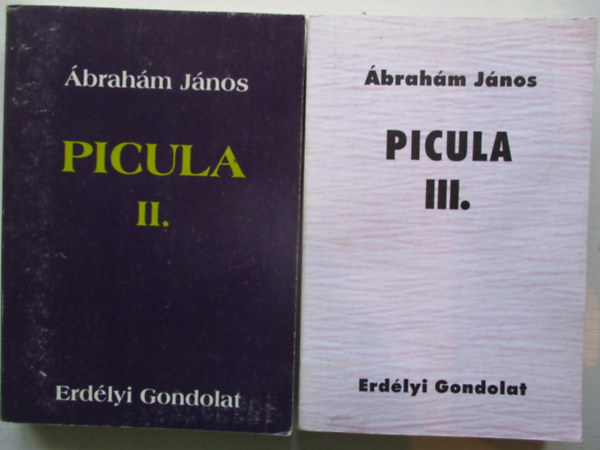 Ábrahám János
PICULA
II.
Erdélyi Gondolat
Ábrahám János
PICULA
III.
Erdélyi Gondolat